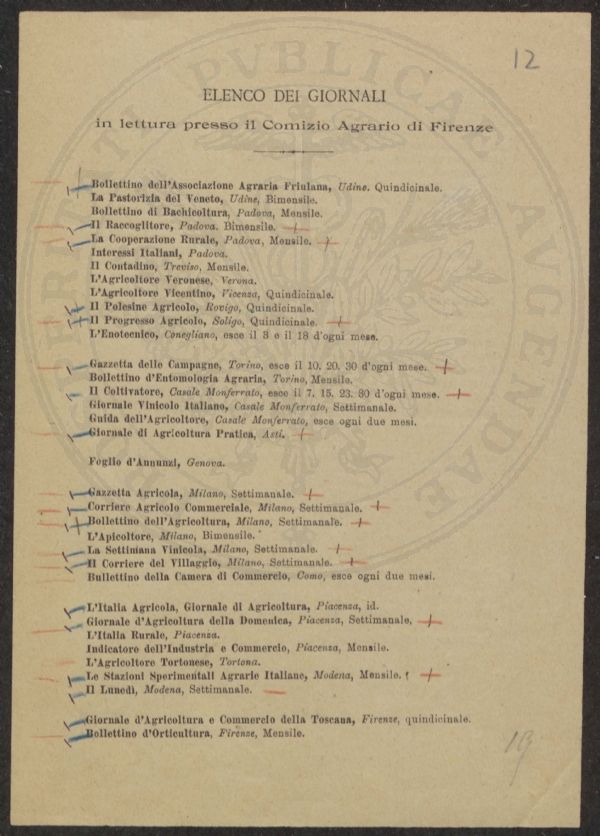 12
ELENCO DEI GIORNALI
in lettura presso il Comizio Agrario di Firenze
Bollettino dell'Associazione Agraria Friulana, Udine. Quindicinale.
La Pastorizia del Veneto, Udine, Bimensile.
Bollettino di Bachicoltura, Padova, Mensile.
Il Raccoglitore, Padova. Bimensile.
La Cooperazione Rurale, Padova, Mensile.
Interessi Italiani, Padova.
Il Contadino, Treviso, Mensile.
L'Agricoltore Veronese, Verona.
L'Agricoltore Vicentino, Vicenza, Quindicinale.
Il Polesine Agricolo, Rovigo, Quindicinale.
Il Progresso Agricolo, Soligo, Quindicinale.
L'Enotecnico, Conegliano, esce il 3 e il 18 d'ogni mese.
Gazzetta delle Campagne, Torino, esce il 10. 20. 30 d'ogni mese.
Bollettino d'Entomologia Agraria, Torino, Mensile.
Il Coltivatore, Casale Monferrato, esce il 7. 15. 23. 30 d'ogni mese.
Giornale Vinicolo Italiano, Casale Monferrato, Settimanale.
Guida dell'Agricoltore, Casale Monferrato, esce ogni due mesi.
Giornale di Agricoltura Pratica, Asti.
Foglio d'Annunzi, Genova.
Gazzetta Agricola, Milano, Settimanale.
Corriere Agricolo Commerciale, Milano, Settimanale.
Bollettino dell'Agricoltura, Milano, Settimanale.
L'Apicoltore, Milano, Bimensile.
La Settimana Vinicola, Milano, Settimanale.
Il Corriere del Villaggio, Milano, Settimanale.
Bullettino della Camera di Commercio, Como, esce ogni due mesi.
L'Italia Agricola, Giornale di Agricoltura, Piacenza, id.
Giornale d'Agricoltura della Domenica, Piacenza, Settimanale,
L'Italia Rurale, Piacenza.
Indicatore dell'Industria e Commercio, Piacenza, Mensile.
L'Agricoltore Tortonese, Tortona.
Le Stazioni Sperimentali Agrarie Italiane, Modena, Mensile.
Il Lunedì, Modena, Settimanale.
Giornale d'Agricoltura e Commercio della Toscana, Firenze, quindicinale.
Bollettino d'Orticultura, Firenze, Mensile.